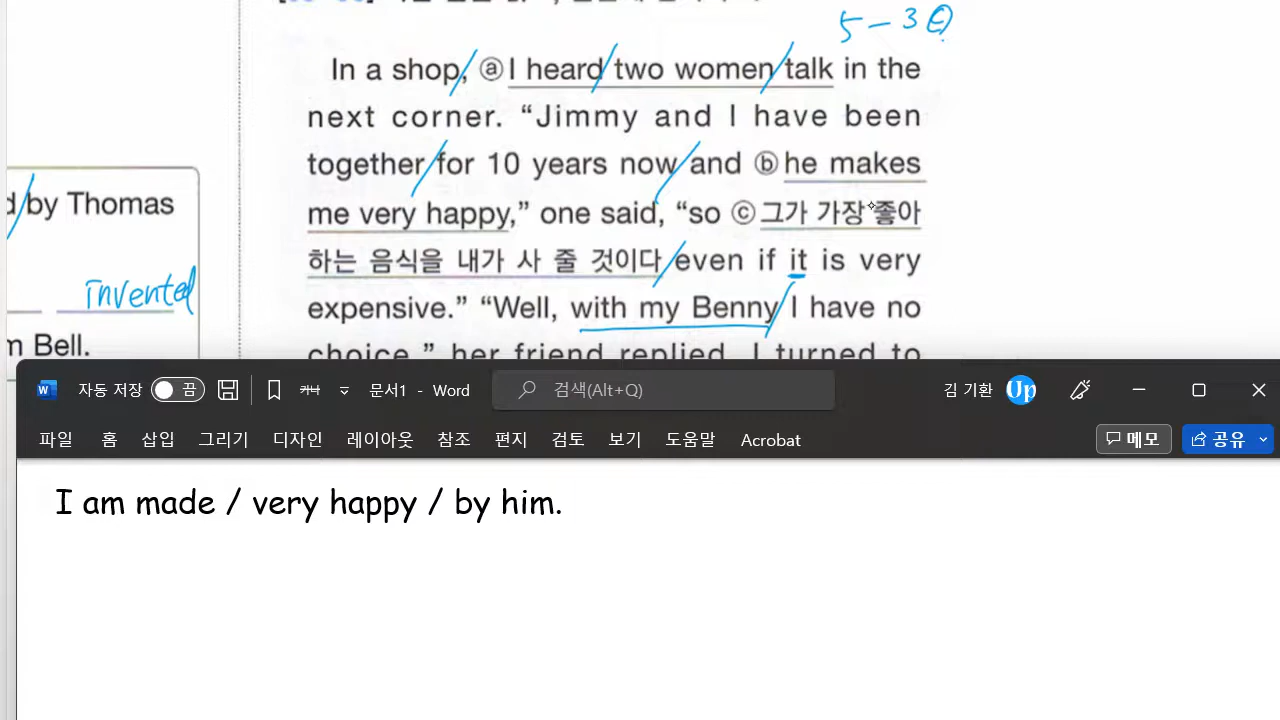 5-3
In a shop, ⓐ I heard two women talk in the
next corner. “Jimmy and I have been
together for 10 years now and ⓑ he makes
me very happy,” one said, “so ⓒ 그가 가장 좋아
하는 음식을 내가 사 줄 것이다 even if it is very
expensive.” “Well, with my Benny I have no
choice,” her friend replied. I turned to
d by Thomas
invented
m Bell.
자동 저장 끔 문서1 - Word 검색(Alt+Q) 김 기환 Up
파일 홈 삽입 그리기 디자인 레이아웃 참조 편지 검토 보기 도움말 Acrobat 메모 공유
I am made / very happy / by him.